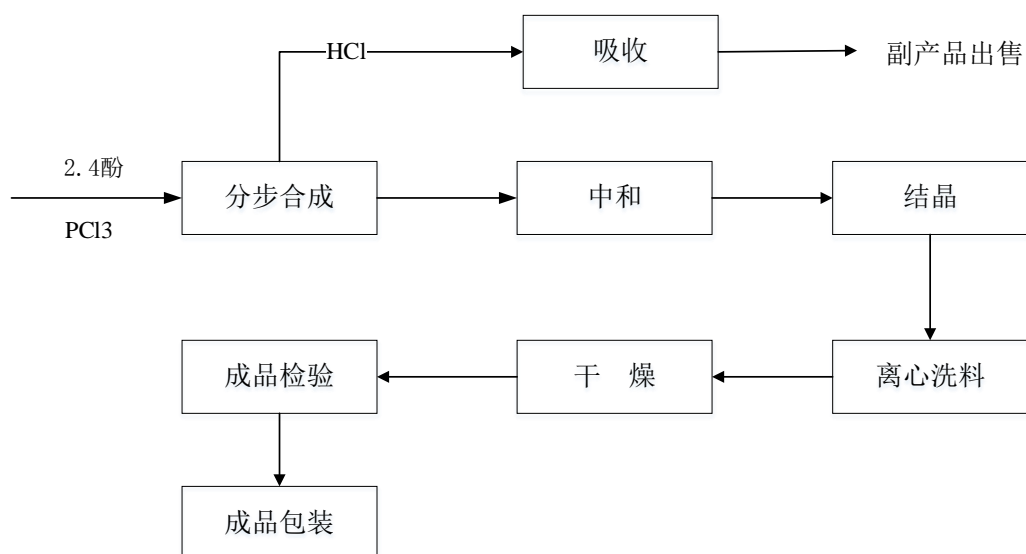 HCl
吸收
副产品出售
2.4酚
PCl3
分步合成
中和
结晶
成品检验
干 燥
离心洗料
成品包装